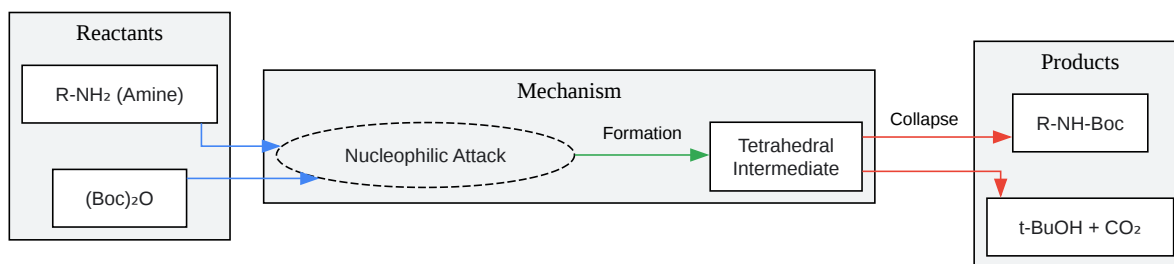 Reactants
R-NH₂ (Amine)
(Boc)₂O
Mechanism
Nucleophilic Attack
Formation
Tetrahedral
Intermediate
Collapse
Products
R-NH-Boc
t-BuOH + CO₂